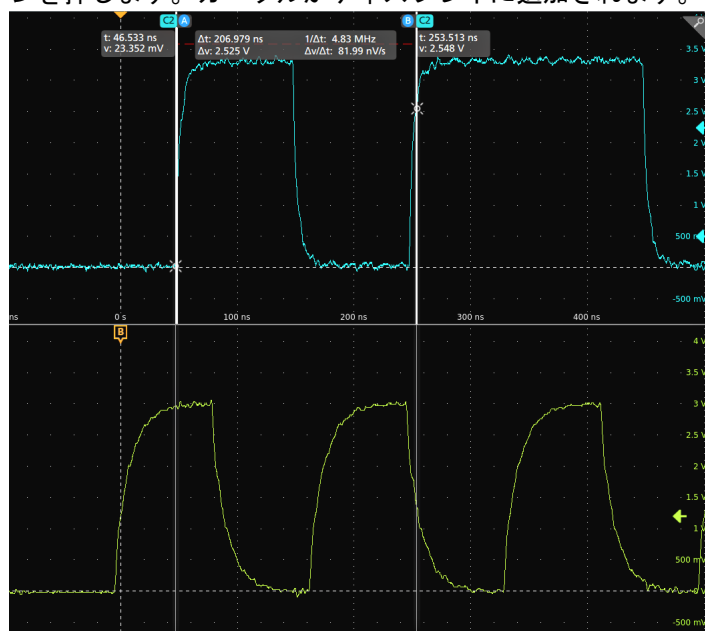 C2 A
B C2
t: 46.533 ns
v: 23.352 mV
Δt: 206.979 ns 1/Δt: 4.83 MHz
Δv: 2.525 V Δv/Δt: 81.99 nV/s
t: 253.513 ns
v: 2.548 V
3.5 V
3 V
2.5 V
2 V
1.5 V
1 V
500 m
-500 mV
ns 0 s 100 ns 200 ns 300 ns 400 ns
B
4 V
3.5 V
3 V
2.5 V
2 V
1.5 V
500 mV
0 V
-500 mV